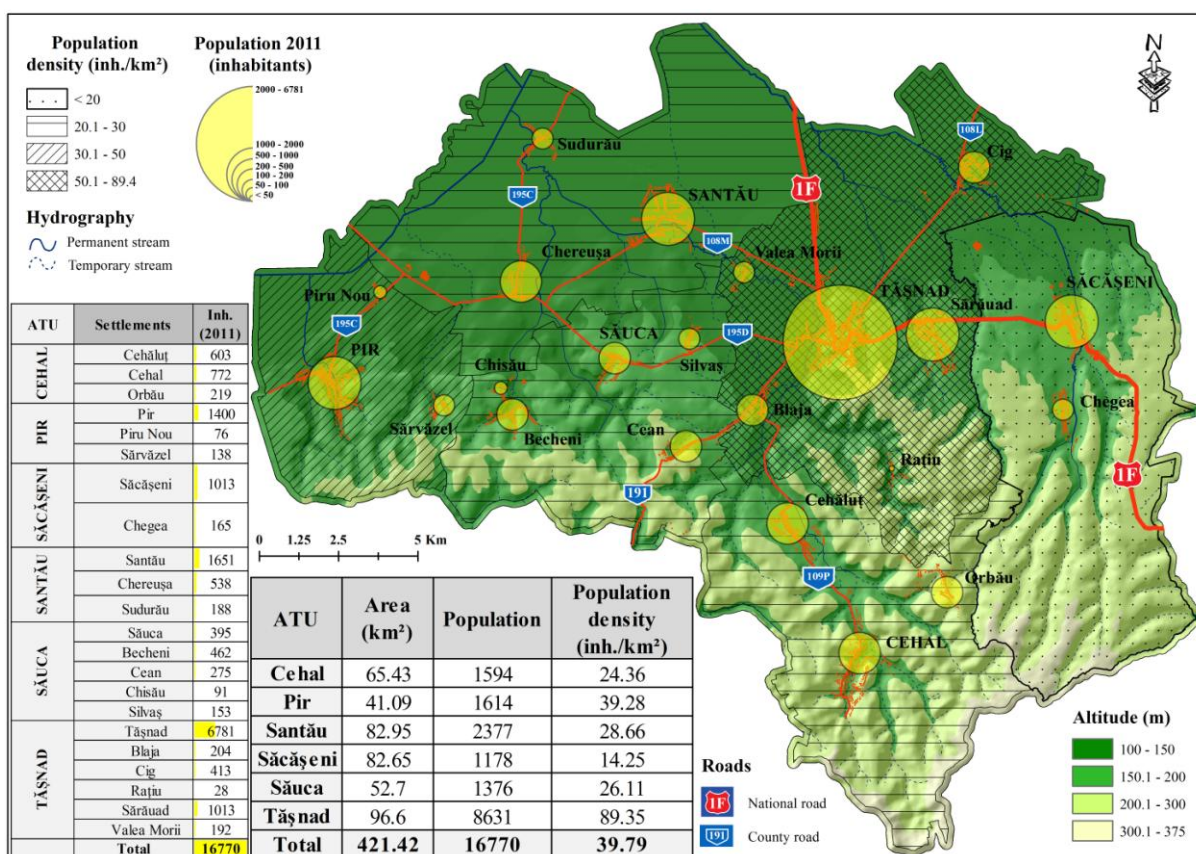 Population
density (inh./km²)
< 20
20.1 - 30
30.1 - 50
50.1 - 89.4
Hydrography
Permanent stream
Temporary stream
Population 2011
(inhabitants)
2000 - 6781
1000 - 2000
500 - 1000
200 - 500
100 - 200
50 - 100
< 50
N
Sudurău
108L
Cig
195C
1F
SANTĂU
108M
Valea Morii
Chereușa
Piru Nou
195C
TĂȘNAD
Sărăuad
SĂCĂȘENI
PIR
SĂUCA
195D
Silvaș
Chisău
Chegea
Sărvăzel
Becheni
Blaja
Cean
Rațiu
1F
191
Cehăluț
Orbău
109P
CEHAL
0 1.25 2.5 5 Km
ATU Settlements Inh.
(2011)
CEHAL
Cehăluț 603
Cehal 772
Orbău 219
PIR
Pir 1400
Piru Nou 76
Sărvăzel 138
SĂCĂȘENI
Săcășeni 1013
Chegea 165
SANTĂU
Santău 1651
Chereușa 538
Sudurău 188
SĂUCA
Săuca 395
Becheni 462
Cean 275
Chisău 91
Silvaș 153
TĂȘNAD
Tășnad 6781
Blaja 204
Cig 413
Rațiu 28
Sărăuad 1013
Valea Morii 192
Total 16770
ATU Area
(km²) Population Population
density
(inh./km²)
Cehal 65.43 1594 24.36
Pir 41.09 1614 39.28
Santău 82.95 2377 28.66
Săcășeni 82.65 1178 14.25
Săuca 52.7 1376 26.11
Tășnad 96.6 8631 89.35
Total 421.42 16770 39.79
Roads
1F National road
191 County road
Altitude (m)
100 - 150
150.1 - 200
200.1 - 300
300.1 - 375